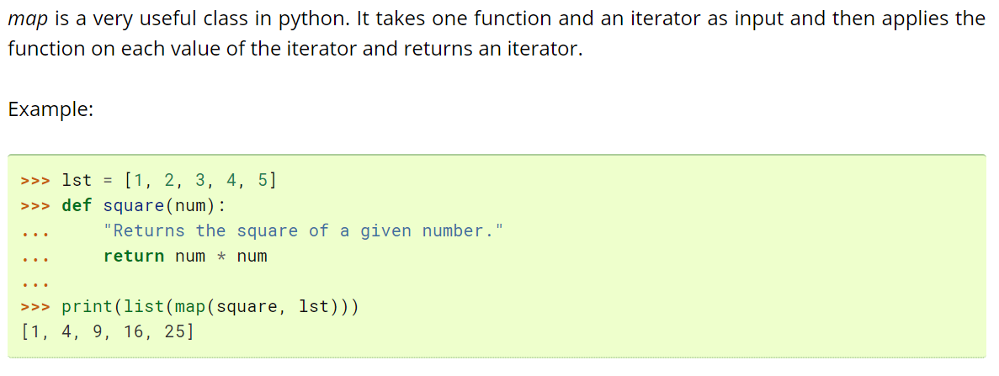 map is a very useful class in python. It takes one function and an iterator as input and then applies the
function on each value of the iterator and returns an iterator.
Example:
>>> lst = [1, 2, 3, 4, 5]
>>> def square(num):
...     "Returns the square of a given number."
...     return num * num
...
>>> print(list(map(square, lst)))
[1, 4, 9, 16, 25]